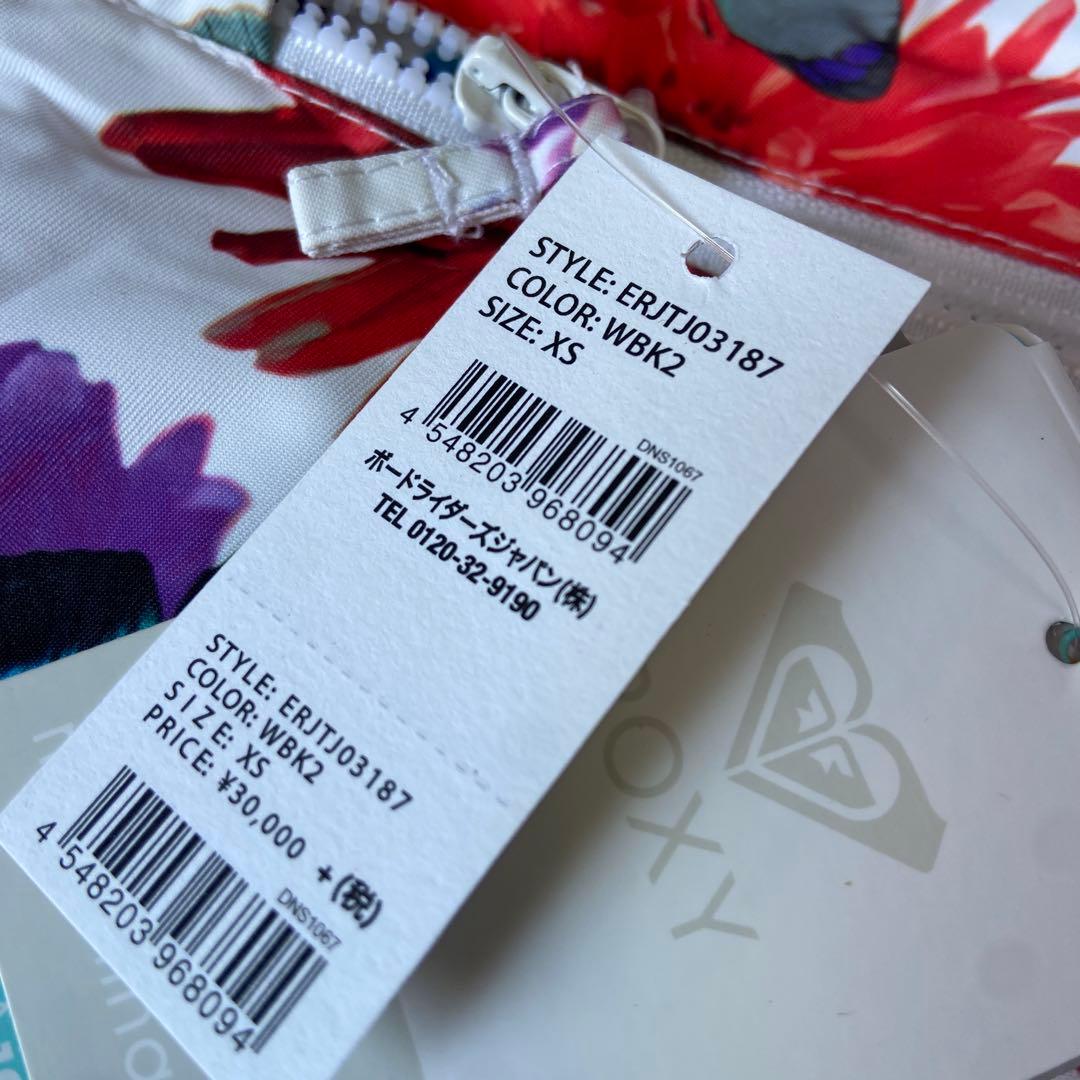 STYLE: ERJTJ03187
COLOR: WBK2
SIZE: XS
DNS1067
4 548203 968094
ボードライダーズジャパン(株)
TEL 0120-32-9190
STYLE: ERJTJ03187
COLOR: WBK2
SIZE: XS
PRICE: ¥30,000 +(税)
DNS1067
4 548203 968094
ROXY